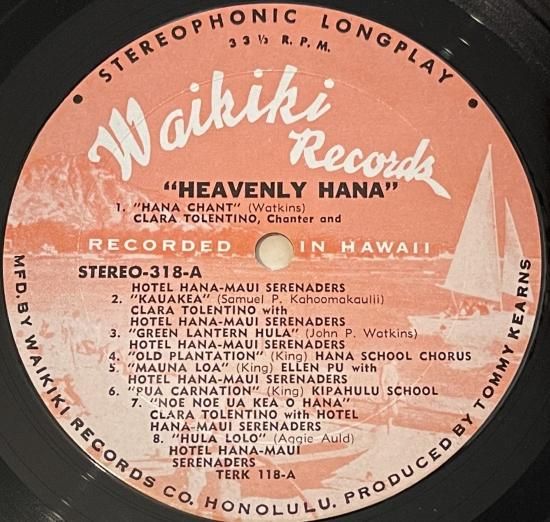 STEREOPHONIC LONGPLAY
33⅓ R.P.M.
Waikiki
Records
"HEAVENLY HANA"
1. "HANA CHANT" (Watkins)
CLARA TOLENTINO, Chanter and
RECORDED IN HAWAII
STEREO-318-A
HOTEL HANA-MAUI SERENADERS
2. "KAUAKEA" (Samuel P. Kahoomakaulii)
CLARA TOLENTINO with
HOTEL HANA-MAUI SERENADERS
3. "GREEN LANTERN HULA" (John P. Watkins)
HOTEL HANA-MAUI SERENADERS
4. "OLD PLANTATION" (King) HANA SCHOOL CHORUS
5. "MAUNA LOA" (King) ELLEN PU with
HOTEL HANA-MAUI SERENADERS
6. "PUA CARNATION" (King) KIPAHULU SCHOOL
7. "NOE NOE UA KEA O HANA"
CLARA TOLENTINO with HOTEL
HANA-MAUI SERENADERS
8. "HULA LOLO" (Aggie Auld)
HOTEL HANA-MAUI
SERENADERS
TERK 118-A
MFD. BY WAIKIKI RECORDS CO. HONOLULU. PRODUCED BY TOMMY KEARNS